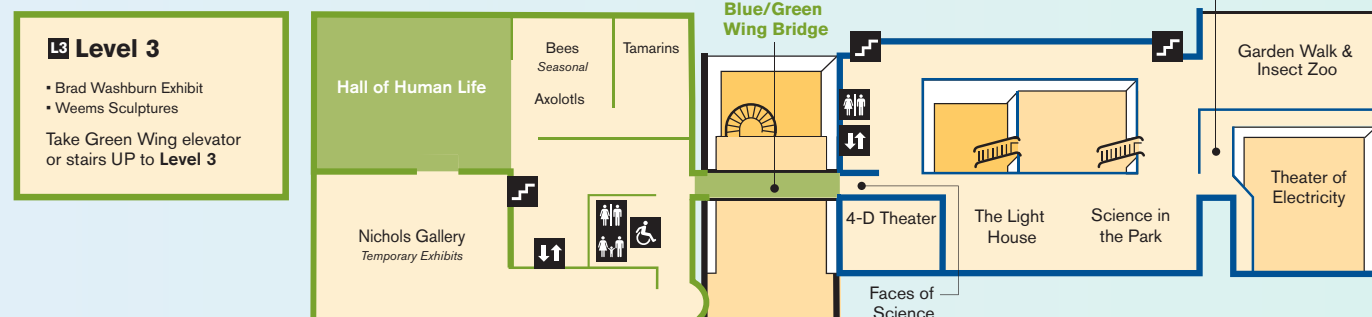 L3 Level 3
▪ Brad Washburn Exhibit
▪ Weems Sculptures
Take Green Wing elevator
or stairs UP to Level 3
Hall of Human Life
Bees
Seasonal
Axolotls
Tamarins
Nichols Gallery
Temporary Exhibits
Blue/Green
Wing Bridge
4-D Theater
Faces of
Science
The Light
House
Science in
the Park
Garden Walk &
Insect Zoo
Theater of
Electricity